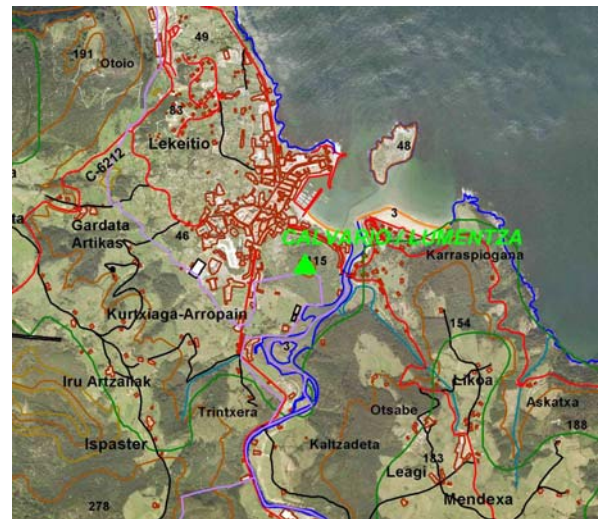 49
191
Otoio
83
Lekeitio
48
C-6212
3
Gardata
Artikas
46
CALVARIO-LUMENTZA
115
Karraspiogana
Kurtxiaga-Arropain
154
3
Iru Artzailak
Likoa
Trintxera
Otsabe
Askatxa
Ispaster
Kaltzadeta
188
Leagi
183
278
Mendexa